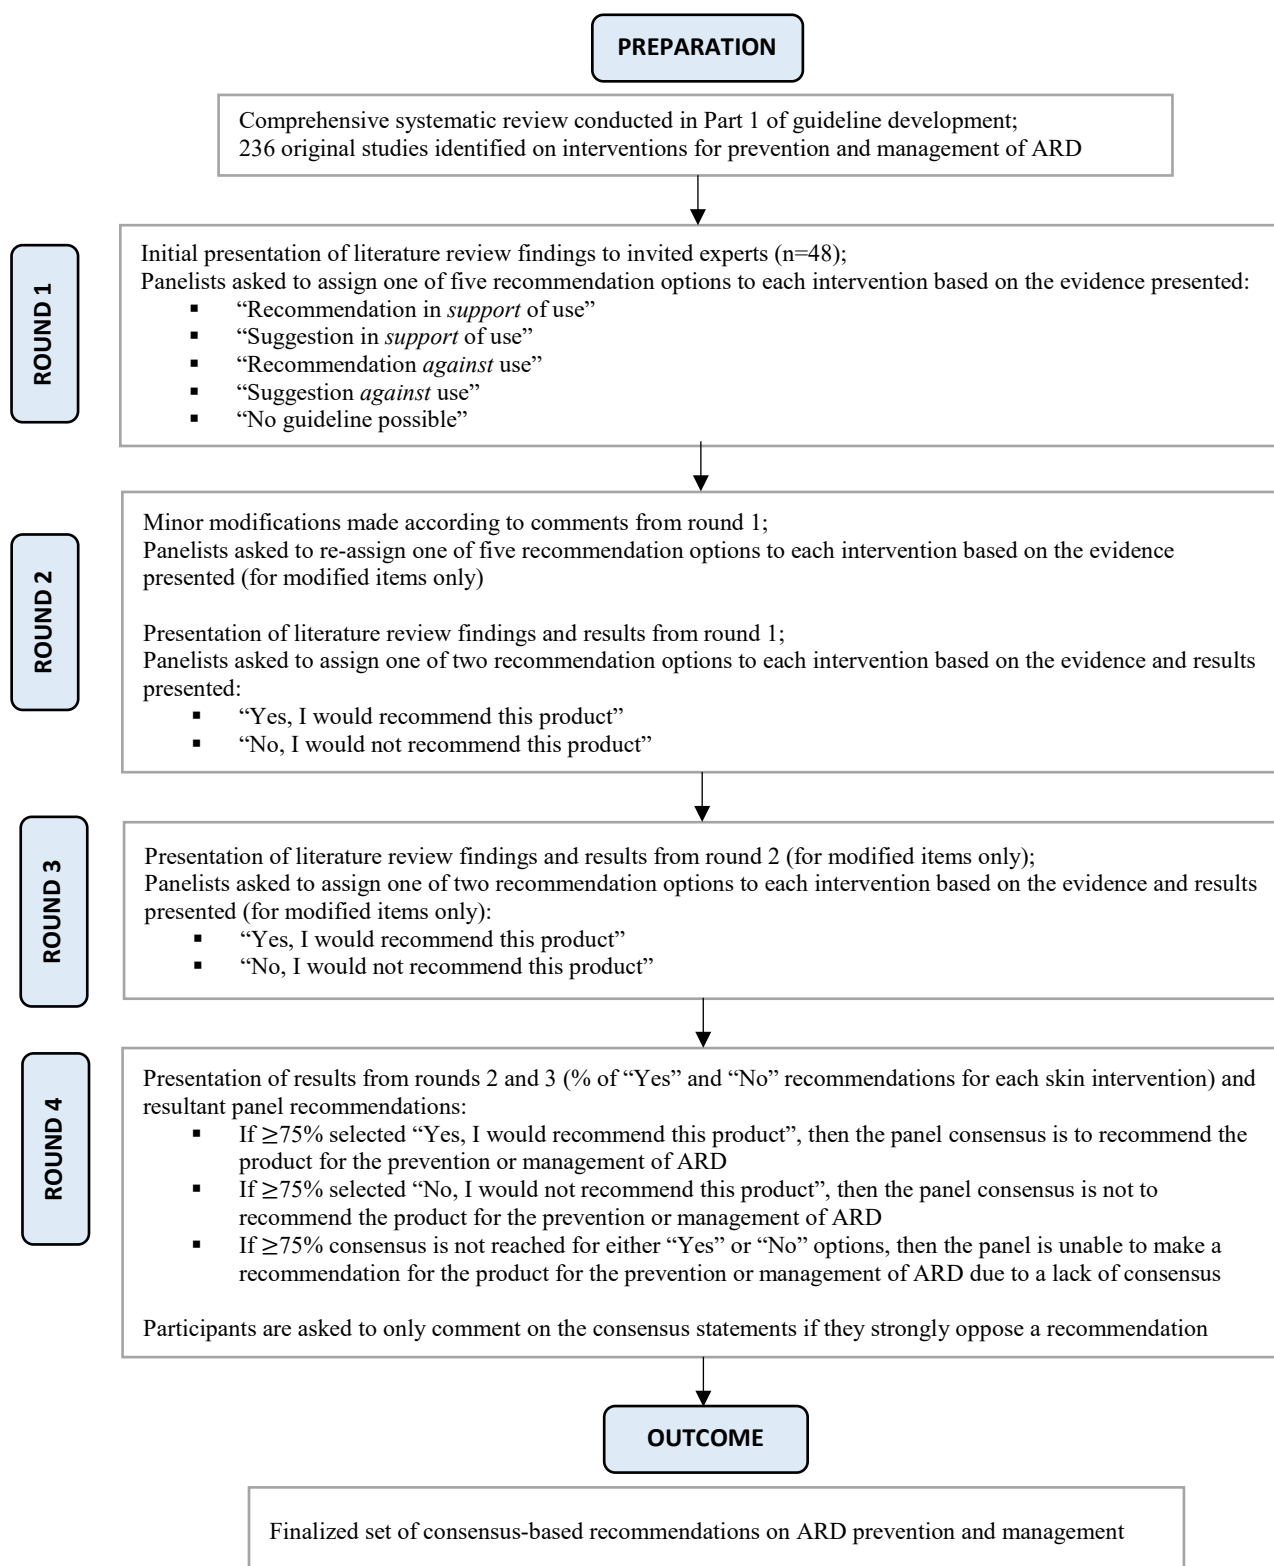 PREPARATION
Comprehensive systematic review conducted in Part 1 of guideline development;
236 original studies identified on interventions for prevention and management of ARD
ROUND 1
Initial presentation of literature review findings to invited experts (n=48);
Panelists asked to assign one of five recommendation options to each intervention based on the evidence presented:
▪ “Recommendation in support of use”
▪ “Suggestion in support of use”
▪ “Recommendation against use”
▪ “Suggestion against use”
▪ “No guideline possible”
ROUND 2
Minor modifications made according to comments from round 1;
Panelists asked to re-assign one of five recommendation options to each intervention based on the evidence
presented (for modified items only)
Presentation of literature review findings and results from round 1;
Panelists asked to assign one of two recommendation options to each intervention based on the evidence and results
presented:
▪ “Yes, I would recommend this product”
▪ “No, I would not recommend this product”
ROUND 3
Presentation of literature review findings and results from round 2 (for modified items only);
Panelists asked to assign one of two recommendation options to each intervention based on the evidence and results
presented (for modified items only):
▪ “Yes, I would recommend this product”
▪ “No, I would not recommend this product”
ROUND 4
Presentation of results from rounds 2 and 3 (% of “Yes” and “No” recommendations for each skin intervention) and
resultant panel recommendations:
▪ If ≥75% selected “Yes, I would recommend this product”, then the panel consensus is to recommend the
product for the prevention or management of ARD
▪ If ≥75% selected “No, I would not recommend this product”, then the panel consensus is not to
recommend the product for the prevention or management of ARD
▪ If ≥75% consensus is not reached for either “Yes” or “No” options, then the panel is unable to make a
recommendation for the product for the prevention or management of ARD due to a lack of consensus
Participants are asked to only comment on the consensus statements if they strongly oppose a recommendation
OUTCOME
Finalized set of consensus-based recommendations on ARD prevention and management